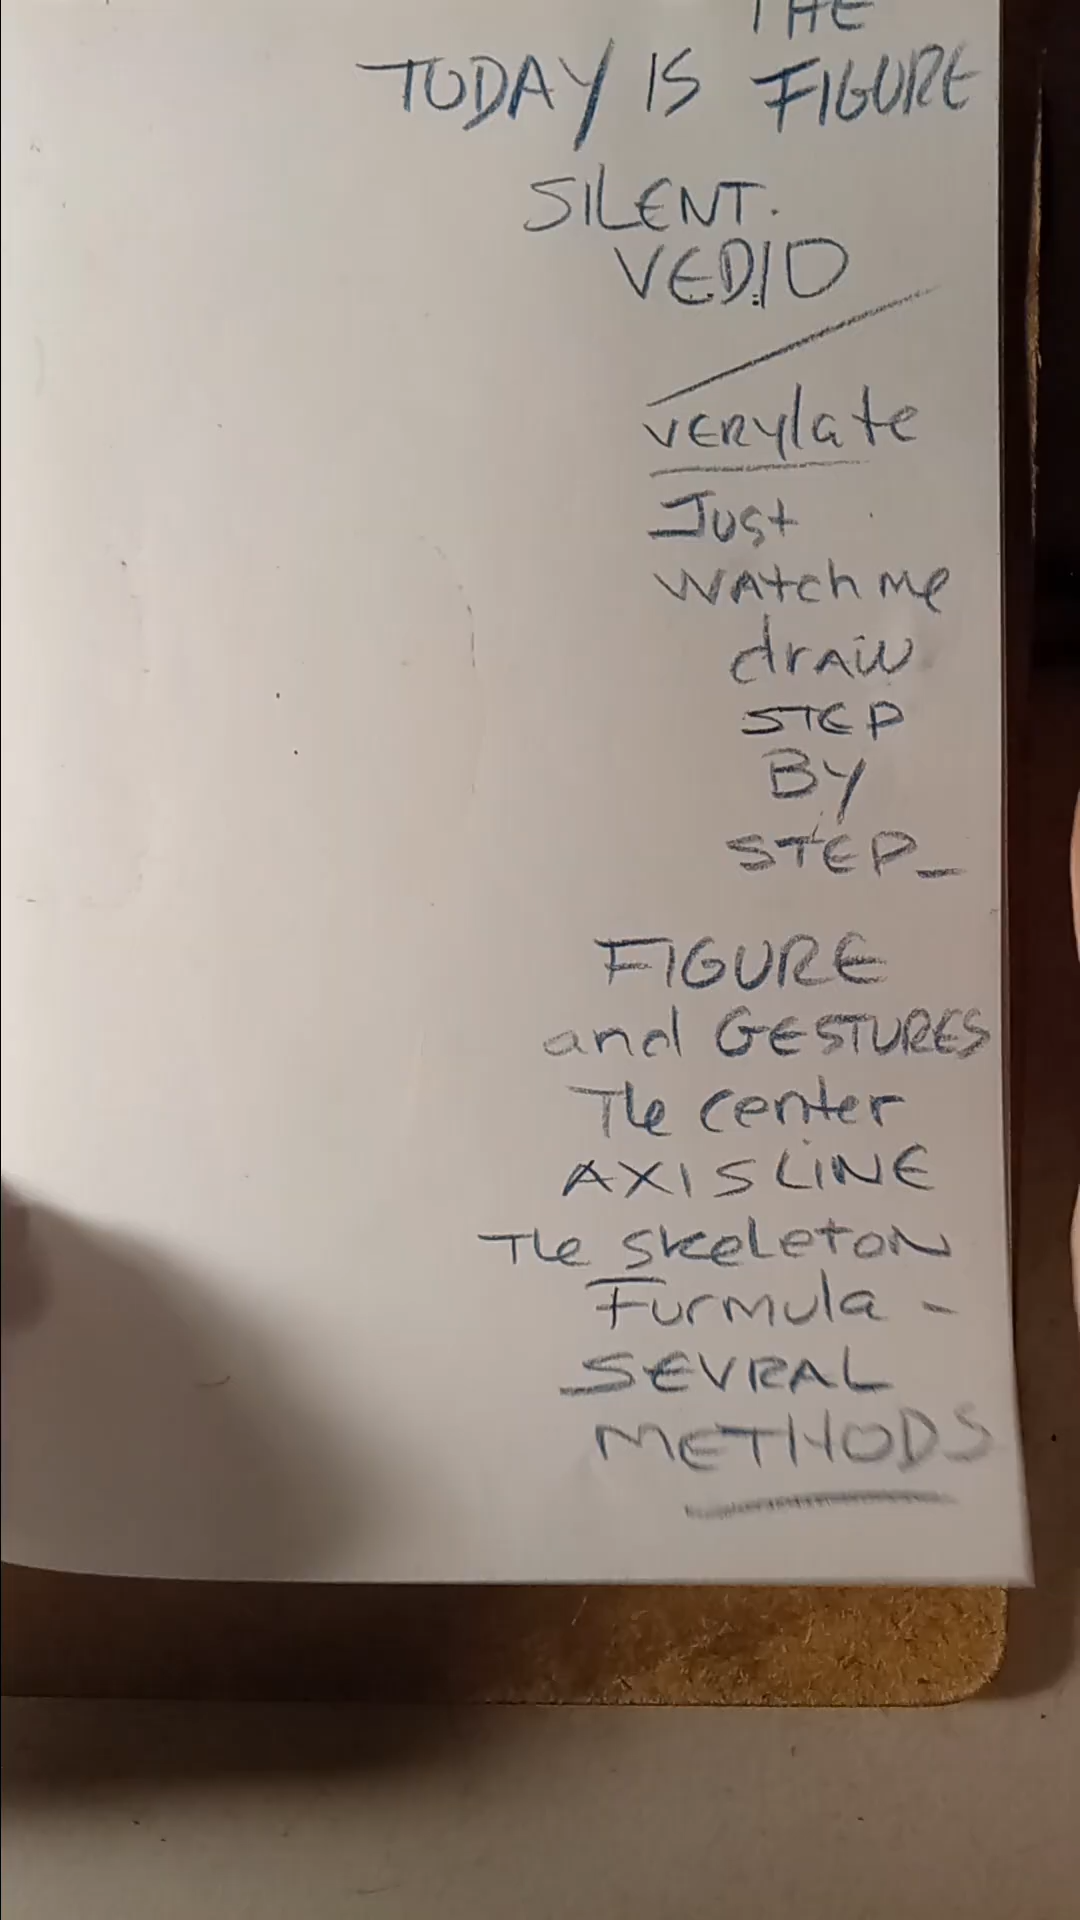 THE
TODAY IS FIGURE
SILENT.
VEDIO
VERYlate
Just
WAtch me
drAW
STEP
BY
STEP_
FIGURE
and GESTURES
The center
AXIS LINE
The SkeLeTON
Furmula -
SEVRAL
METHODS